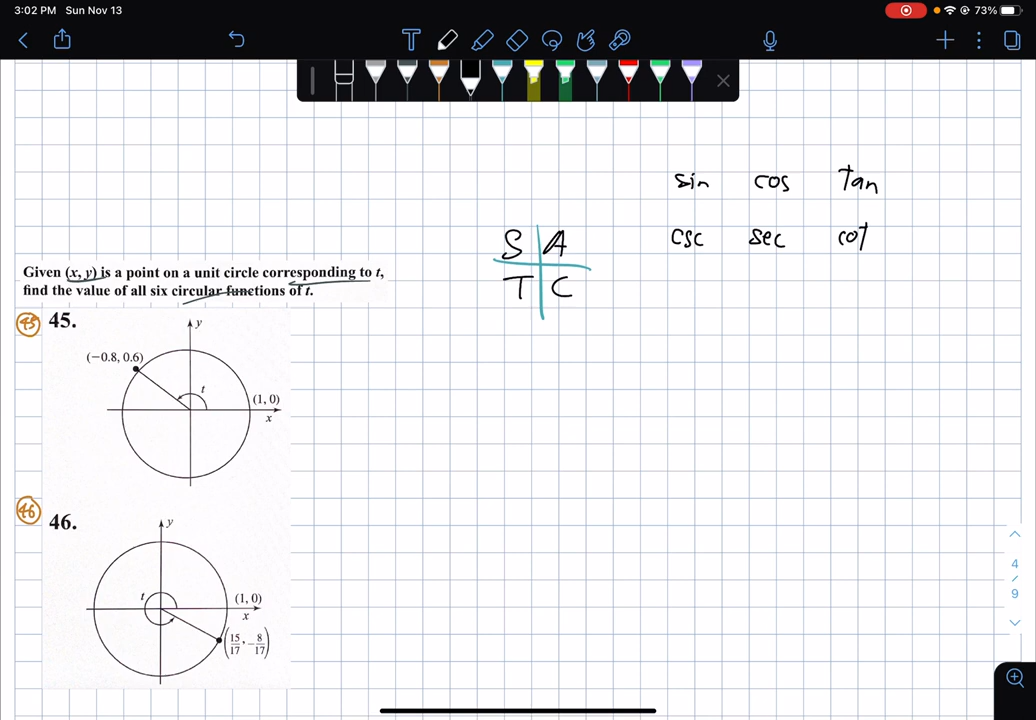 3:02 PM Sun Nov 13
73%
T
sin cos tan
csc sec cot
S A
T C
Given (x, y) is a point on a unit circle corresponding to t,
find the value of all six circular functions of t.
45 45.
y
(−0.8, 0.6)
t
(1, 0)
x
46 46.
y
t
(1, 0)
x
(15/17, −8/17)
4
/
9